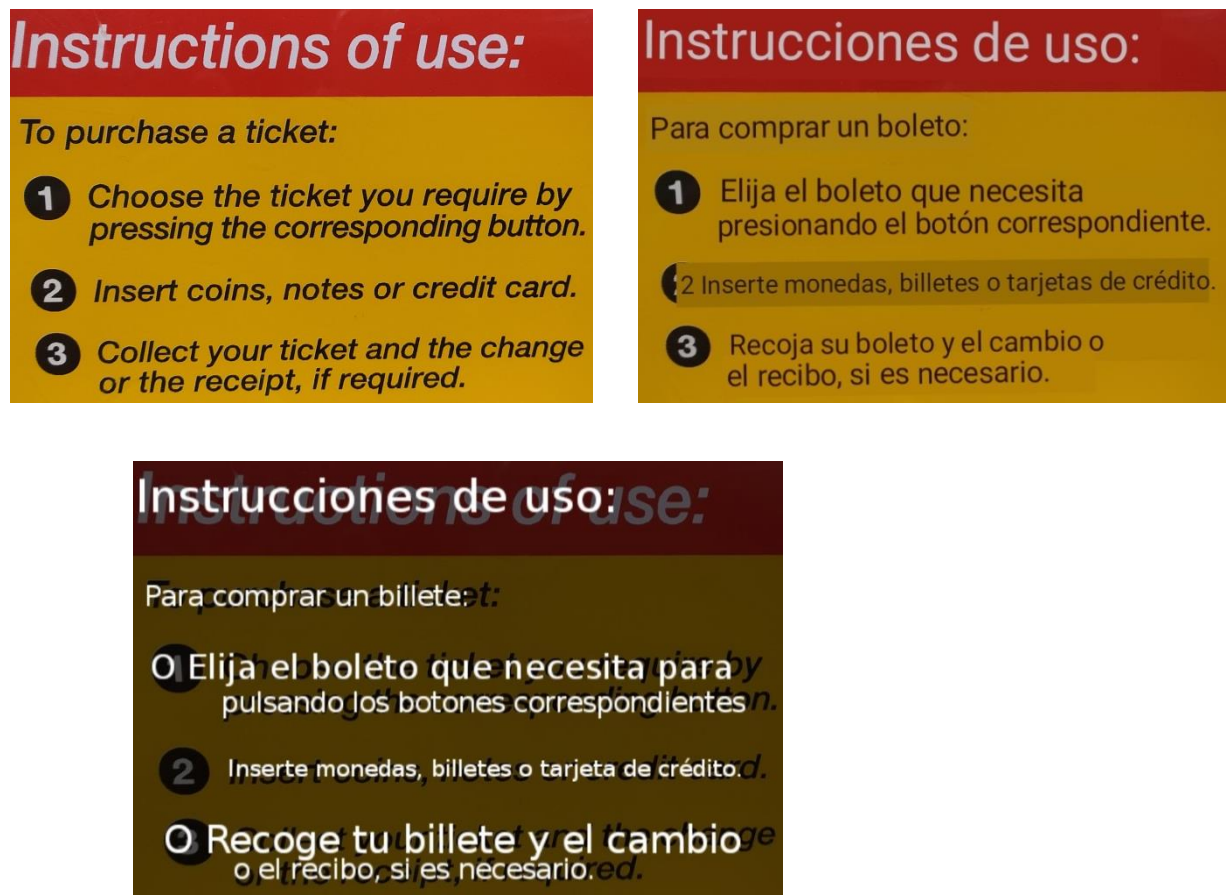 Instructions of use:
To purchase a ticket:
1 Choose the ticket you require by
pressing the corresponding button.
2 Insert coins, notes or credit card.
3 Collect your ticket and the change
or the receipt, if required.
Instrucciones de uso:
Para comprar un boleto:
1 Elija el boleto que necesita
presionando el botón correspondiente.
2 Inserte monedas, billetes o tarjetas de crédito.
3 Recoja su boleto y el cambio o
el recibo, si es necesario.
Instrucciones de uso:
Para comprar un billete:
O Elija el boleto que necesita para
pulsando los botones correspondientes
2 Inserte monedas, billetes o tarjeta de crédito.
O Recoge tu billete y el cambio
o el recibo, si es necesario.